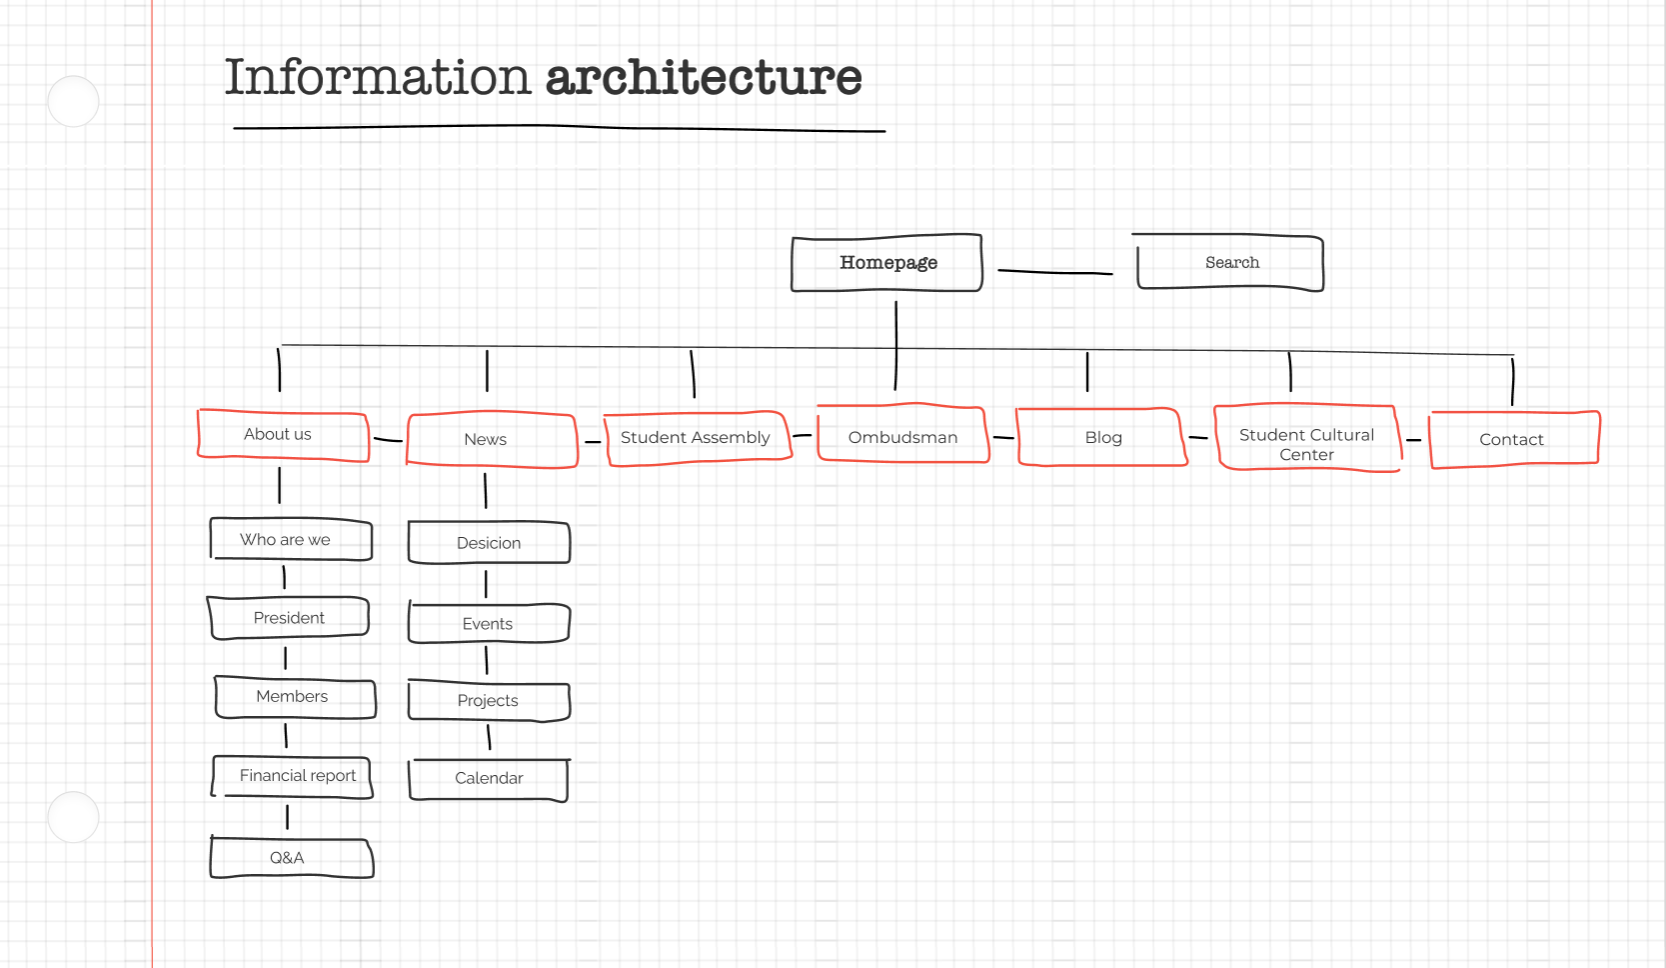 Information architecture
Homepage
Search
About us
News
Student Assembly
Ombudsman
Blog
Student Cultural
Center
Contact
Who are we
President
Members
Financial report
Q&A
Desicion
Events
Projects
Calendar